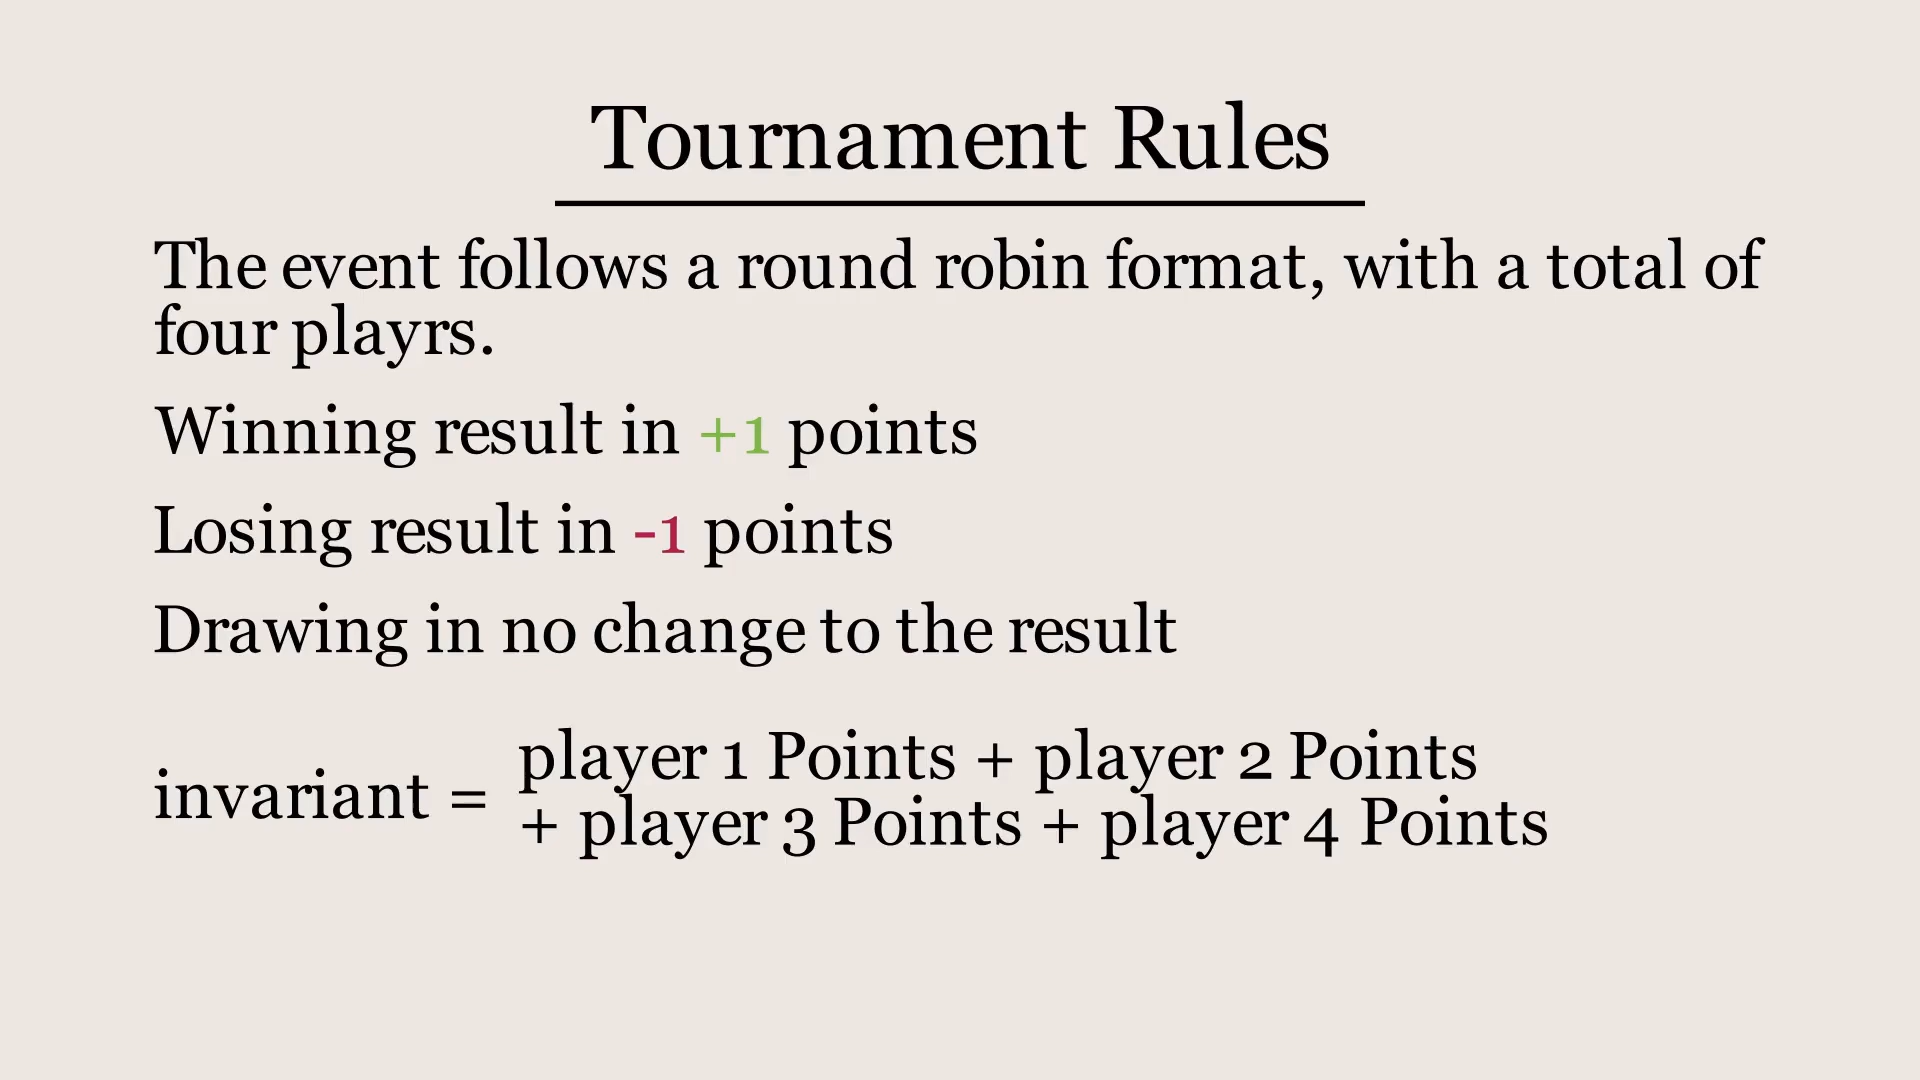 Tournament Rules
The event follows a round robin format, with a total of
four playrs.
Winning result in +1 points
Losing result in -1 points
Drawing in no change to the result
invariant = player 1 Points + player 2 Points
+ player 3 Points + player 4 Points